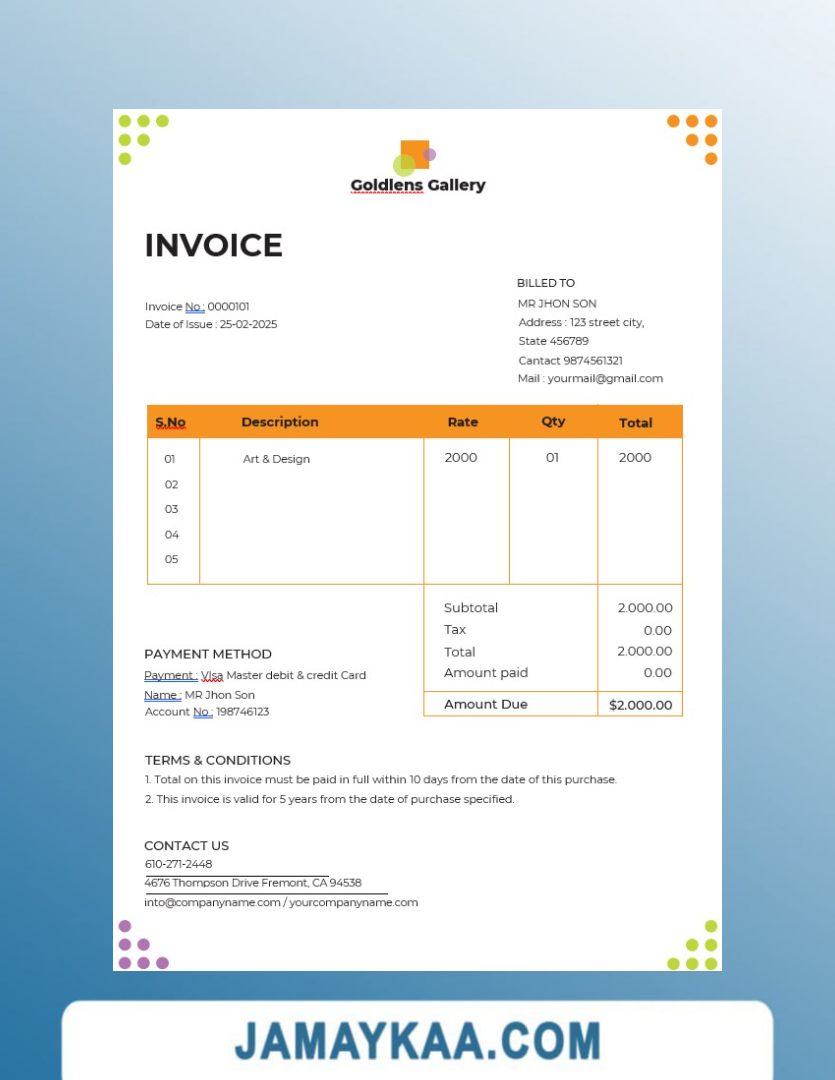 Goldlens Gallery
INVOICE
BILLED TO
MR JHON SON
Invoice No : 0000101
Address : 123 street city,
Date of Issue : 25-02-2025
State 456789
Cantact 9874561321
Mail : yourmail@gmail.com
S.No Description Rate Qty Total
01 Art & Design 2000 01 2000
02
03
04
05
Subtotal 2.000.00
Tax 0.00
Total 2.000.00
Amount paid 0.00
Amount Due $2.000.00
PAYMENT METHOD
Payment : VIsa Master debit & credit Card
Name : MR Jhon Son
Account No : 198746123
TERMS & CONDITIONS
1. Total on this invoice must be paid in full within 10 days from the date of this purchase.
2. This invoice is valid for 5 years from the date of purchase specified.
CONTACT US
610-271-2448
4676 Thompson Drive Fremont, CA 94538
into@companyname.com / yourcompanyname.com
JAMAYKAA.COM